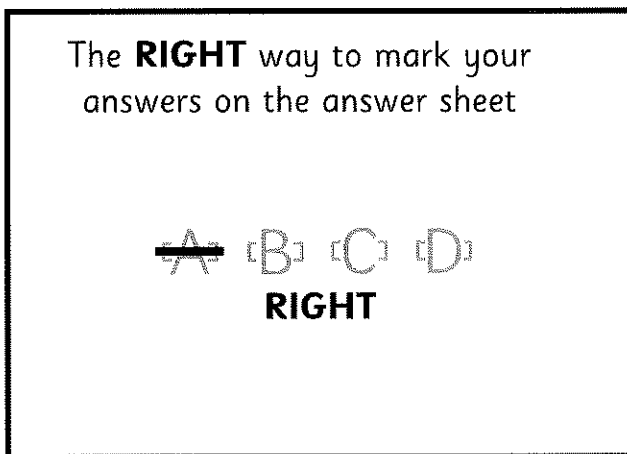 The RIGHT way to mark your
answers on the answer sheet
[A] [B] [C] [D]
RIGHT